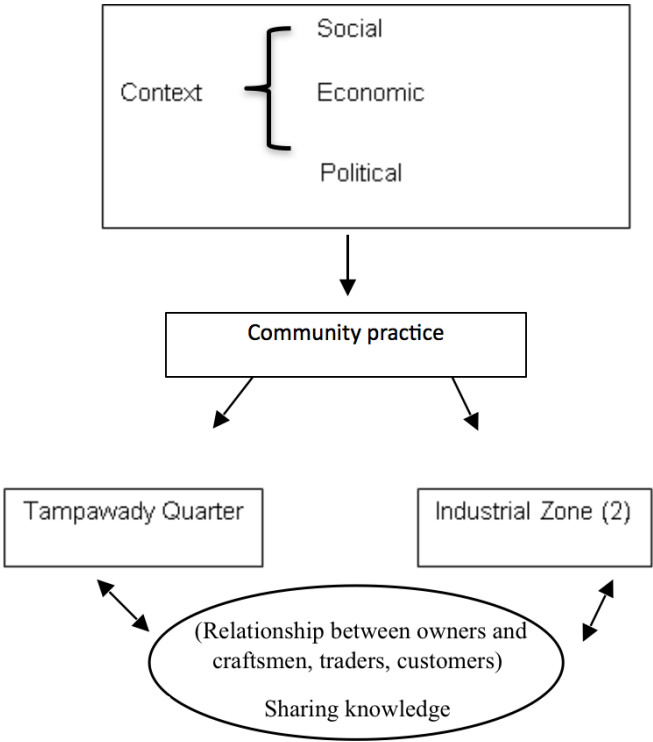 Social
Context
Economic
Political
Community practice
Tampawady Quarter
Industrial Zone (2)
(Relationship between owners and
craftsmen, traders, customers)
Sharing knowledge